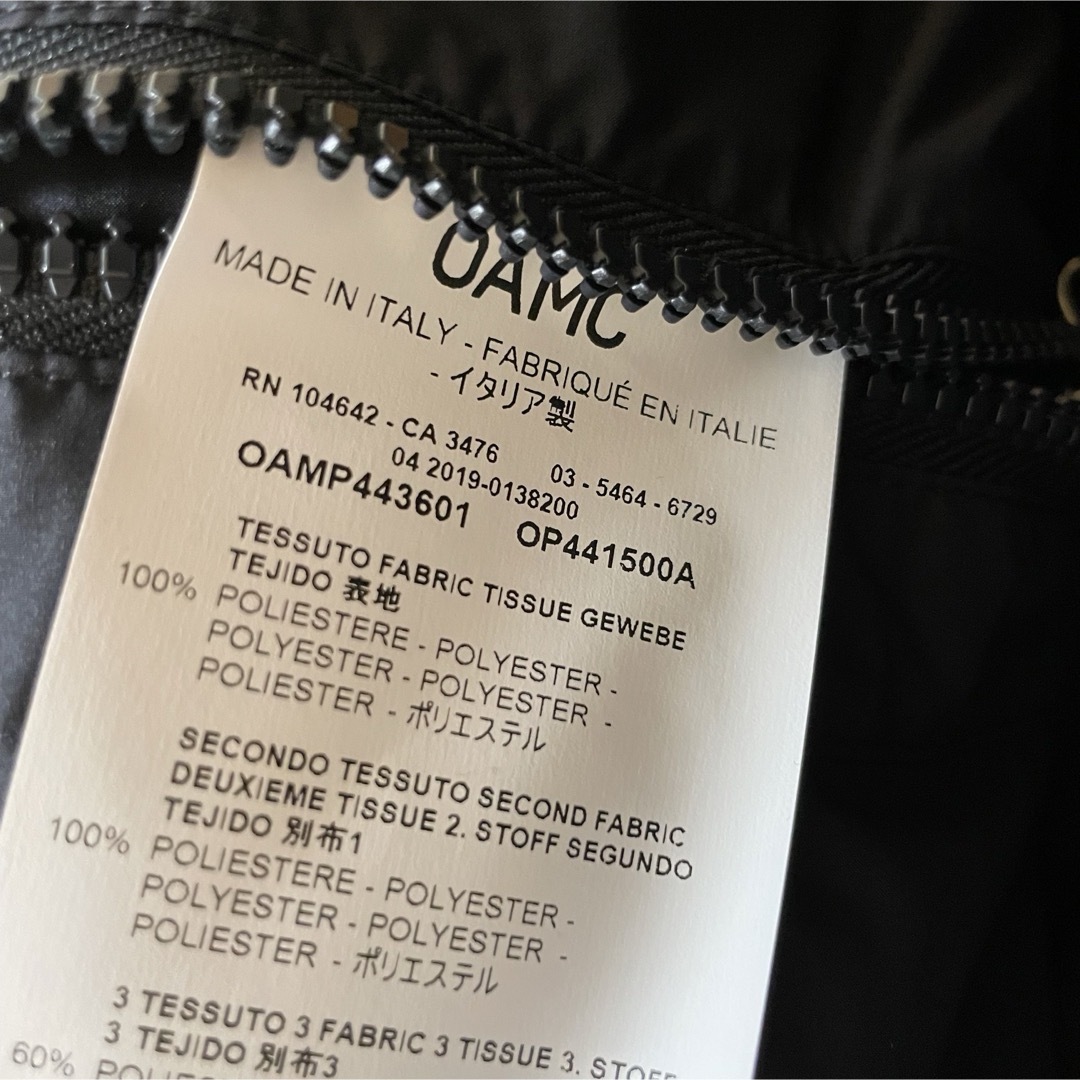 OAMC
MADE IN ITALY - FABRIQUÉ EN ITALIE
- イタリア製
RN 104642 - CA 3476 03 - 5464 - 6729
04 2019-0138200
OAMP443601 OP441500A
TESSUTO FABRIC TISSUE GEWEBE
TEJIDO 表地
100% POLIESTERE - POLYESTER -
POLYESTER - POLYESTER -
POLIESTER - ポリエステル
SECONDO TESSUTO SECOND FABRIC
DEUXIEME TISSUE 2. STOFF SEGUNDO
TEJIDO 別布1
100% POLIESTERE - POLYESTER -
POLYESTER - POLYESTER -
POLIESTER - ポリエステル
3 TESSUTO 3 FABRIC 3 TISSUE 3. STOFF
3 TEJIDO 別布3
60%